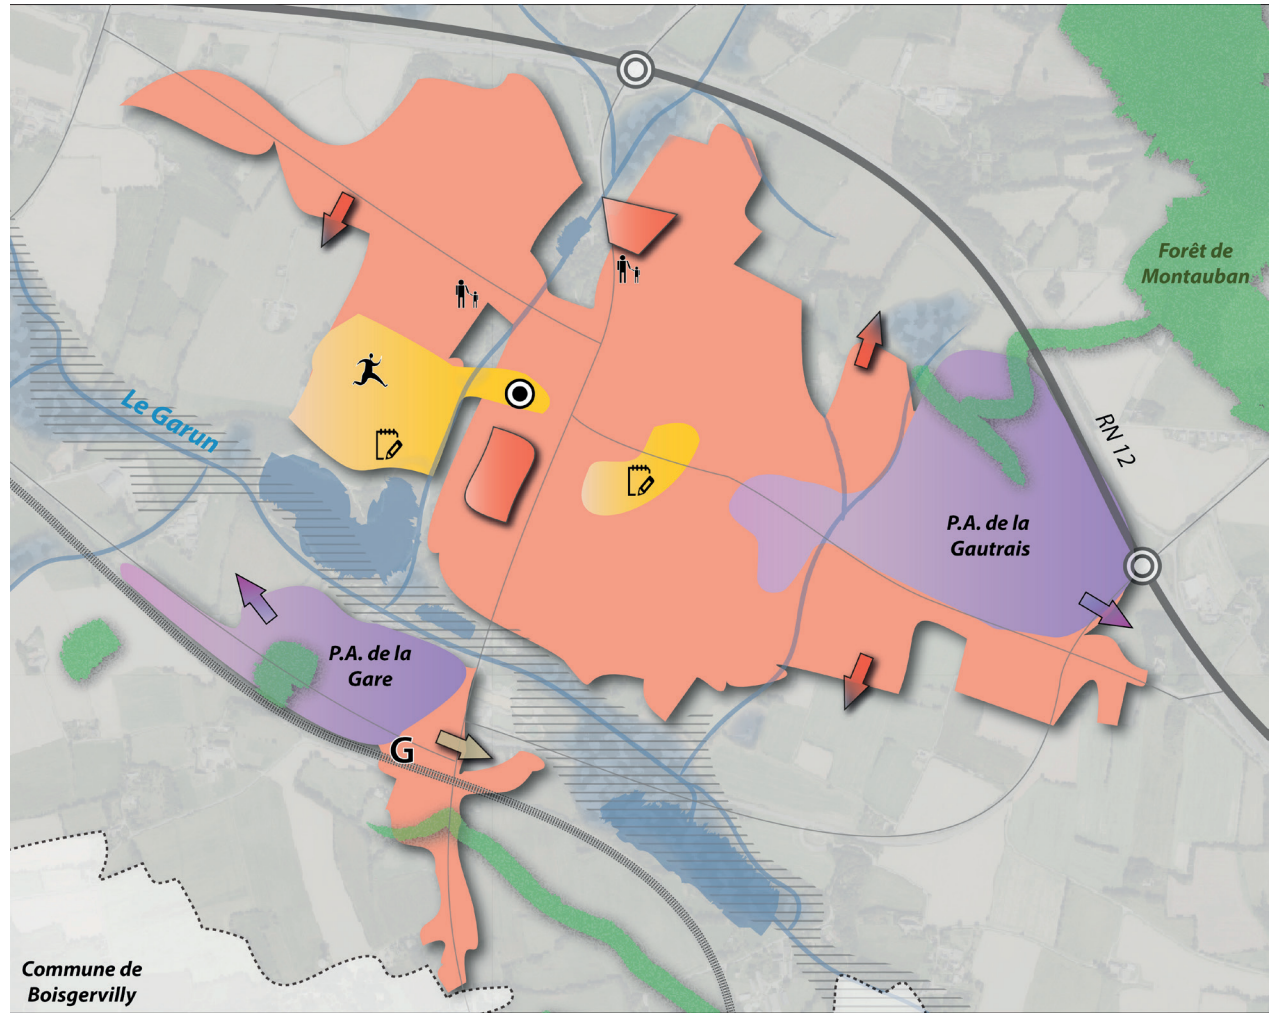 Forêt de
Montauban
RN 12
Le Garun
P.A. de la
Gautrais
P.A. de la
Gare
G
Commune de
Boisgervilly